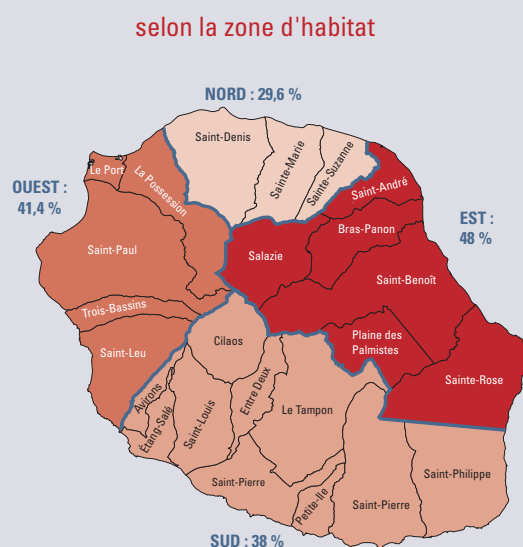 selon la zone d'habitat
NORD : 29,6 %
Saint-Denis
Sainte-Marie
Sainte-Suzanne
Le Port
La Possession
Saint-André
OUEST :
41,4 %
EST :
48 %
Bras-Panon
Saint-Paul
Salazie
Saint-Benoît
Trois-Bassins
Cilaos
Plaine des
Palmistes
Saint-Leu
Sainte-Rose
Avirons
Étang-Salé
Saint-Louis
Entre Deux
Le Tampon
Saint-Philippe
Saint-Pierre
Petite-Ile
Saint-Pierre
SUD : 38 %